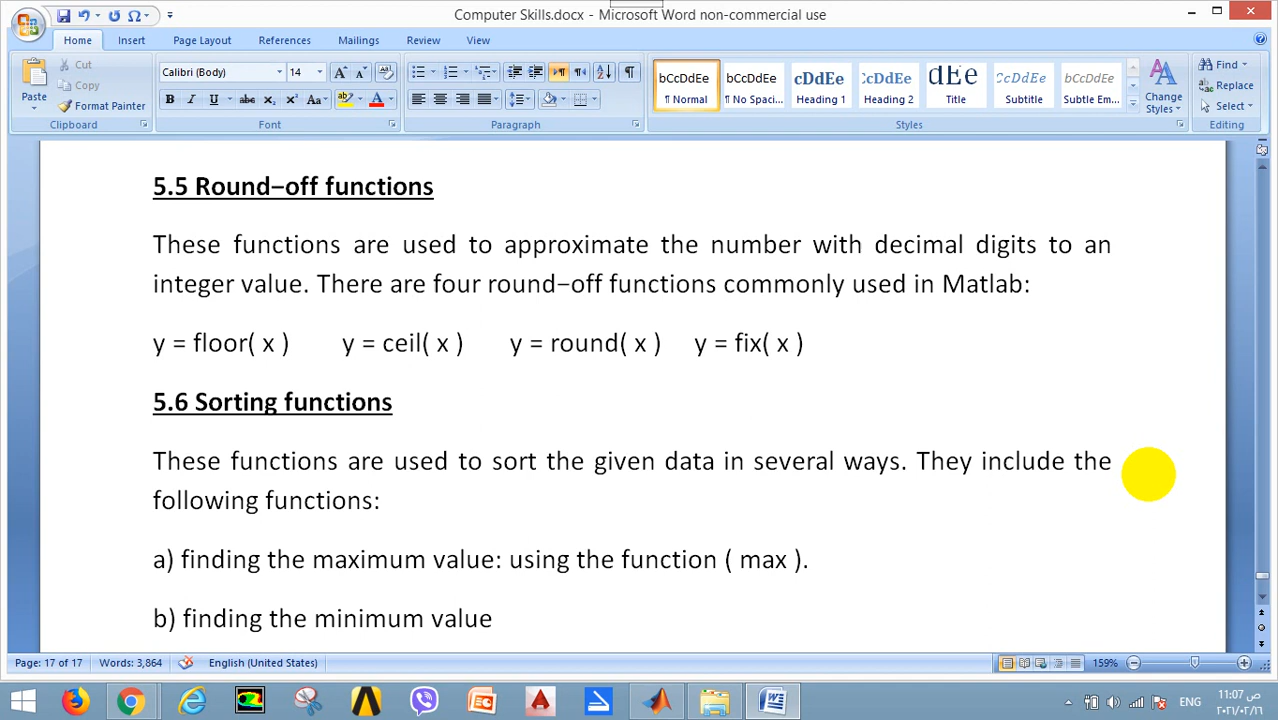 Computer Skills.docx - Microsoft Word non-commercial use
Home Insert Page Layout References Mailings Review View
Paste
Cut
Copy
Format Painter
Clipboard
Calibri (Body) 14
Font
Paragraph
bCcDdEe bCcDdEe cDdEe CcDdEe dEe CcDdEe bCcDdEe
¶ Normal ¶ No Spaci... Heading 1 Heading 2 Title Subtitle Subtle Em...
Change Styles
Styles
Find
Replace
Select
Editing
5.5 Round-off functions
These functions are used to approximate the number with decimal digits to an
integer value. There are four round-off functions commonly used in Matlab:
y = floor( x ) y = ceil( x ) y = round( x ) y = fix( x )
5.6 Sorting functions
These functions are used to sort the given data in several ways. They include the
following functions:
a) finding the maximum value: using the function ( max ).
b) finding the minimum value
Page: 17 of 17 Words: 3,864 English (United States) 159%
ENG 11:07 ص